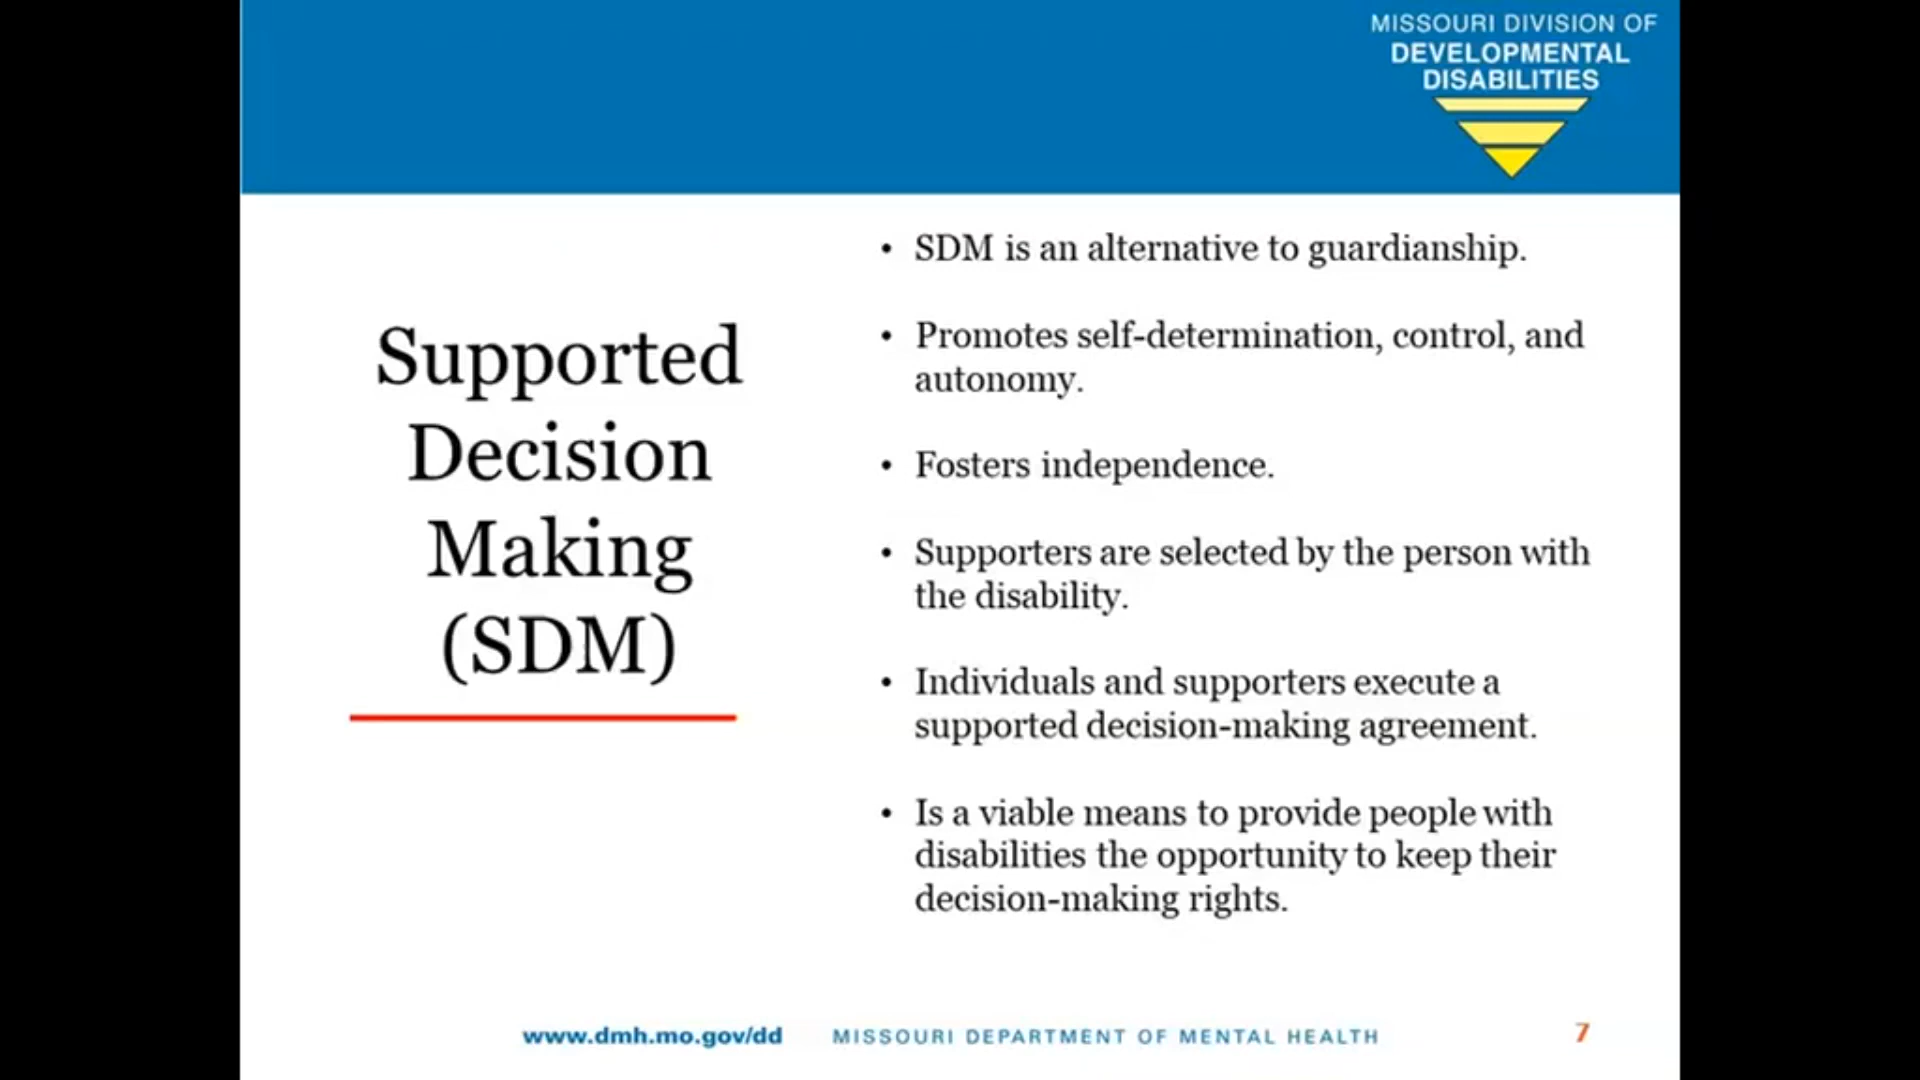 MISSOURI DIVISION OF
DEVELOPMENTAL
DISABILITIES
Supported
Decision
Making
(SDM)
• SDM is an alternative to guardianship.
• Promotes self-determination, control, and
autonomy.
• Fosters independence.
• Supporters are selected by the person with
the disability.
• Individuals and supporters execute a
supported decision-making agreement.
• Is a viable means to provide people with
disabilities the opportunity to keep their
decision-making rights.
www.dmh.mo.gov/dd MISSOURI DEPARTMENT OF MENTAL HEALTH 7